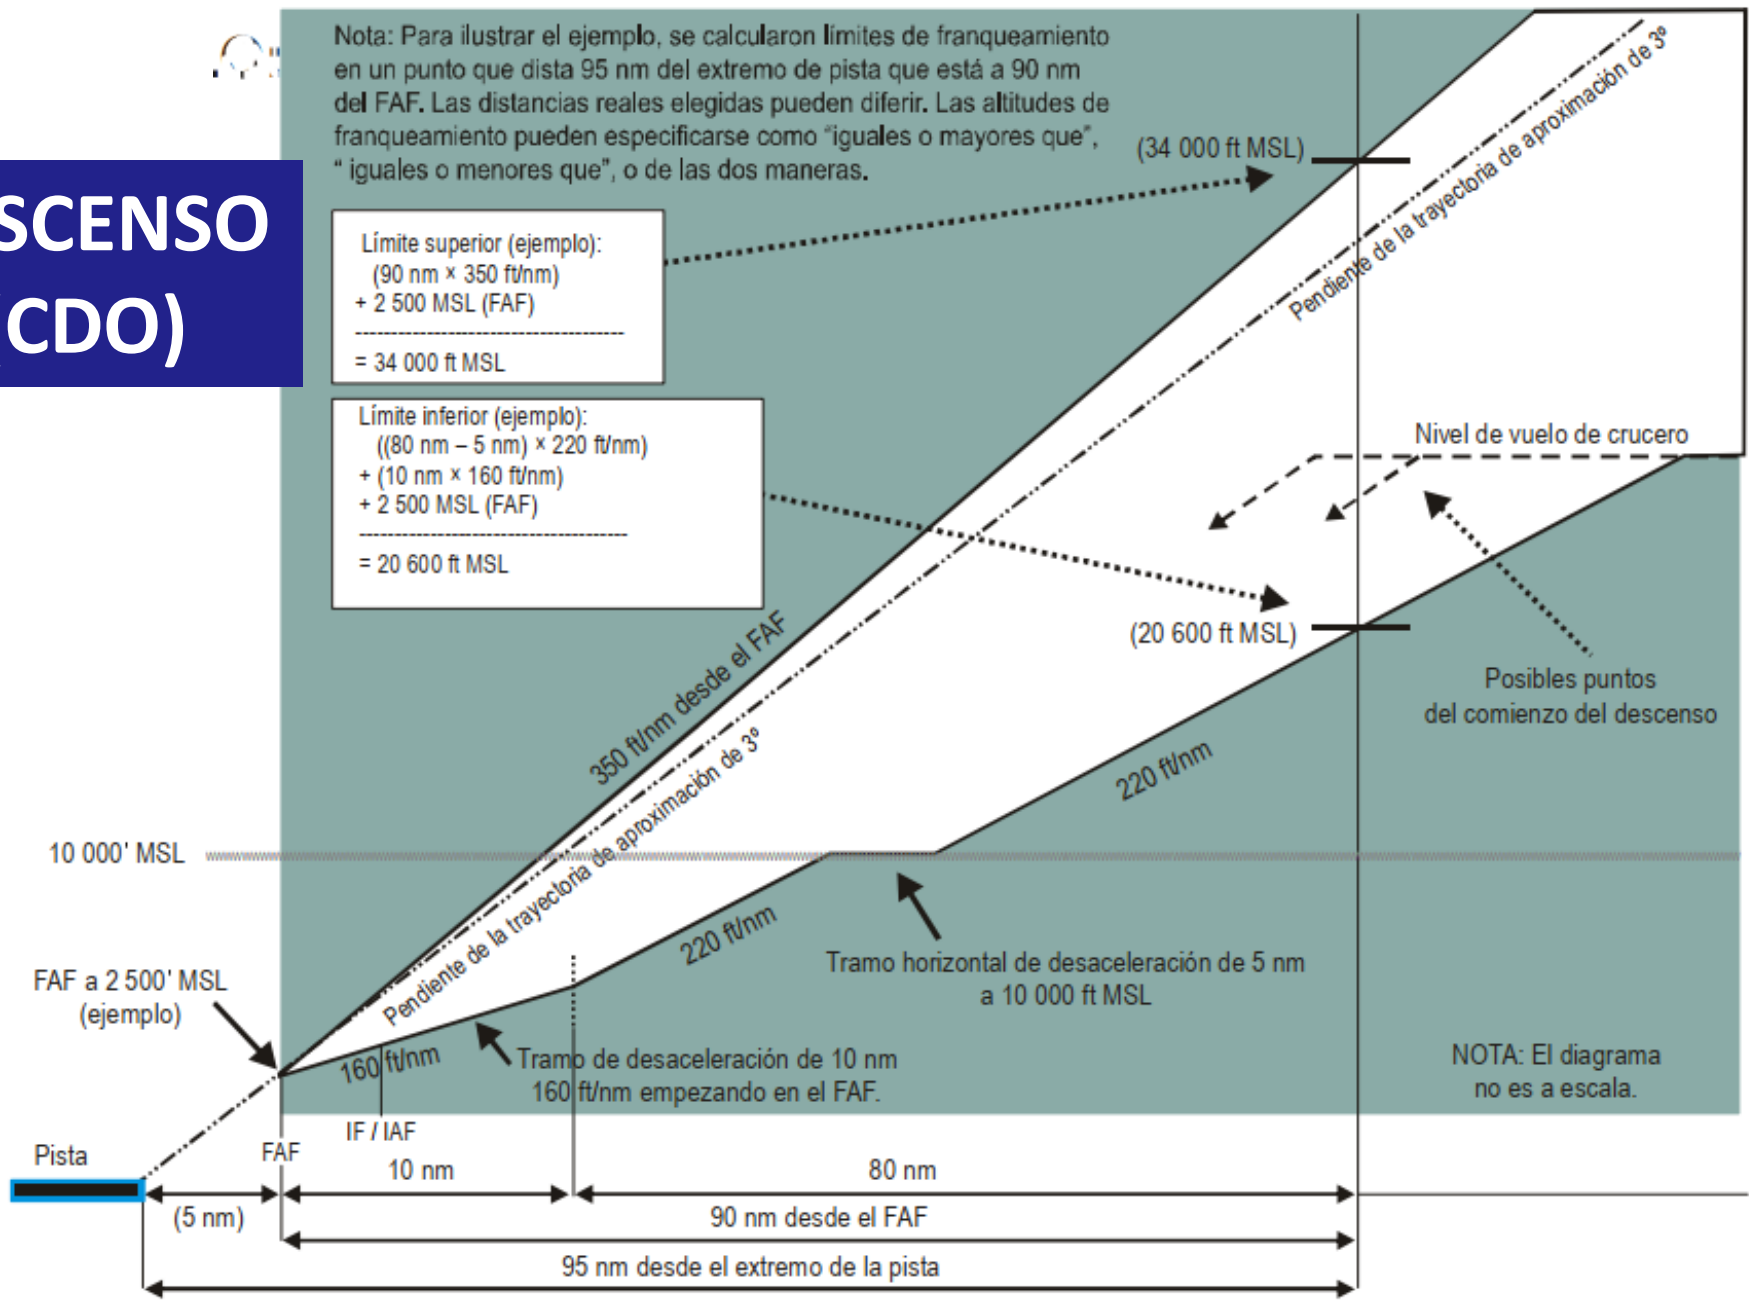 Nota: Para ilustrar el ejemplo, se calcularon límites de franqueamiento
en un punto que dista 95 nm del extremo de pista que está a 90 nm
del FAF. Las distancias reales elegidas pueden diferir. Las altitudes de
franqueamiento pueden especificarse como “iguales o mayores que”,
“ iguales o menores que”, o de las dos maneras.
(34 000 ft MSL)
Pendiente de la trayectoria de aproximación de 3º
SCENSO
(CDO)
Límite superior (ejemplo):
(90 nm × 350 ft/nm)
+ 2 500 MSL (FAF)
--------------------------------------
= 34 000 ft MSL
Límite inferior (ejemplo):
((80 nm – 5 nm) × 220 ft/nm)
+ (10 nm × 160 ft/nm)
+ 2 500 MSL (FAF)
--------------------------------------
= 20 600 ft MSL
Nivel de vuelo de crucero
(20 600 ft MSL)
Posibles puntos
del comienzo del descenso
350 ft/nm desde el FAF
Pendiente de la trayectoria de aproximación de 3º
220 ft/nm
10 000' MSL
220 ft/nm
Tramo horizontal de desaceleración de 5 nm
a 10 000 ft MSL
FAF a 2 500' MSL
(ejemplo)
160 ft/nm
Tramo de desaceleración de 10 nm
160 ft/nm empezando en el FAF.
NOTA: El diagrama
no es a escala.
IF / IAF
FAF
Pista
10 nm
80 nm
(5 nm)
90 nm desde el FAF
95 nm desde el extremo de la pista